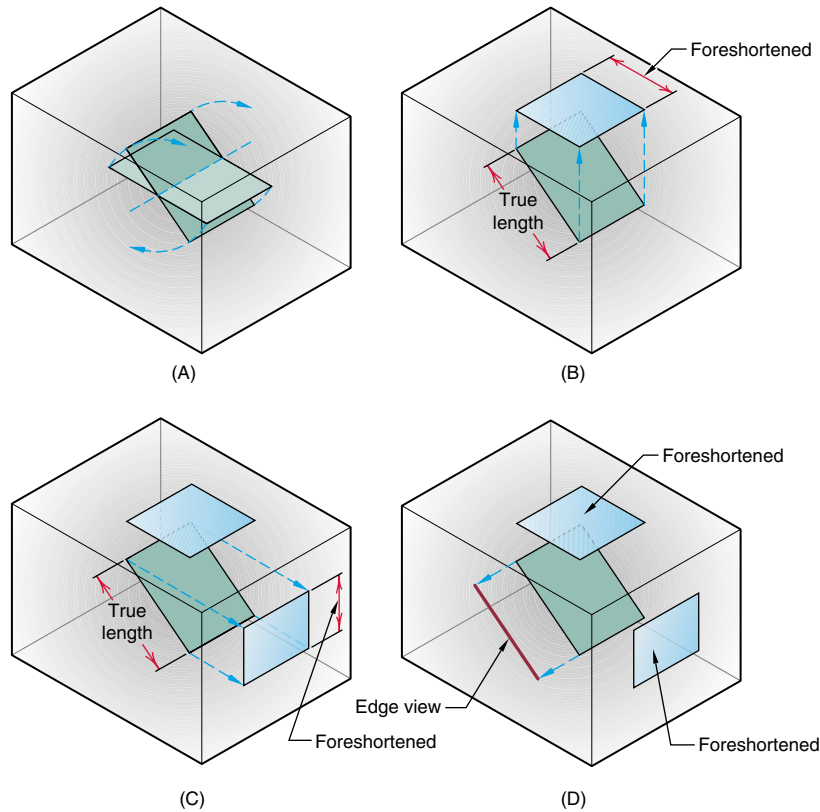 (A)
Foreshortened
True
length
(B)
True
length
Foreshortened
(C)
Foreshortened
Edge view
Foreshortened
(D)